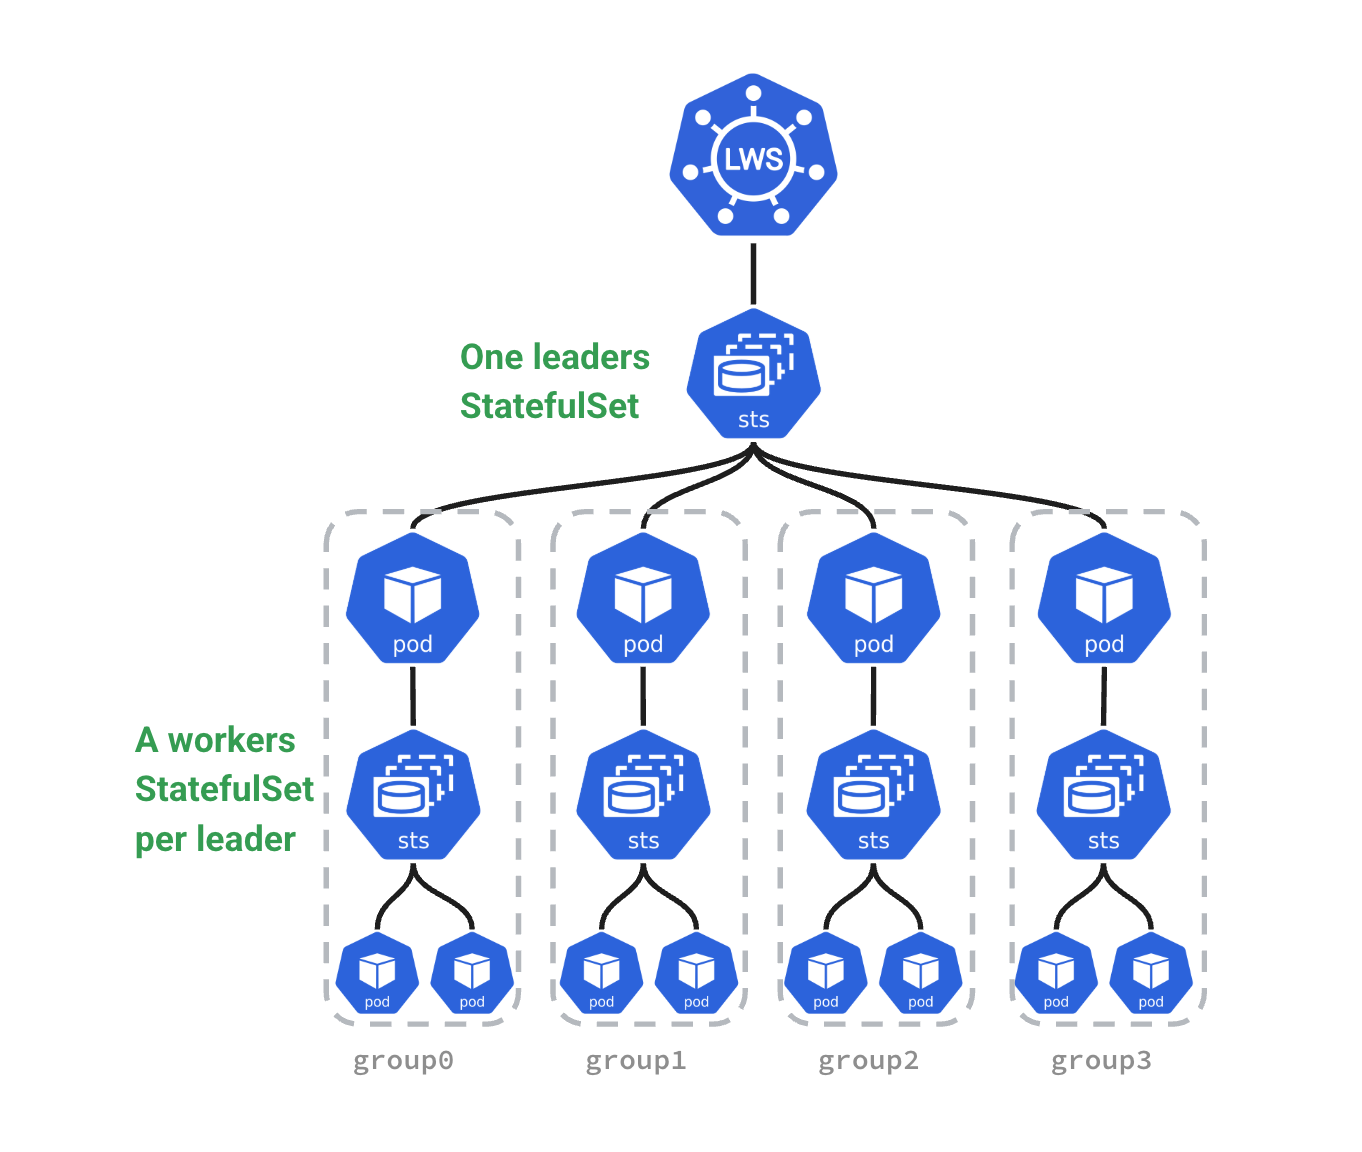 LWS
One leaders
StatefulSet
sts
pod pod pod pod
A workers
StatefulSet
per leader
sts sts sts sts
pod pod pod pod pod pod pod pod
group0 group1 group2 group3